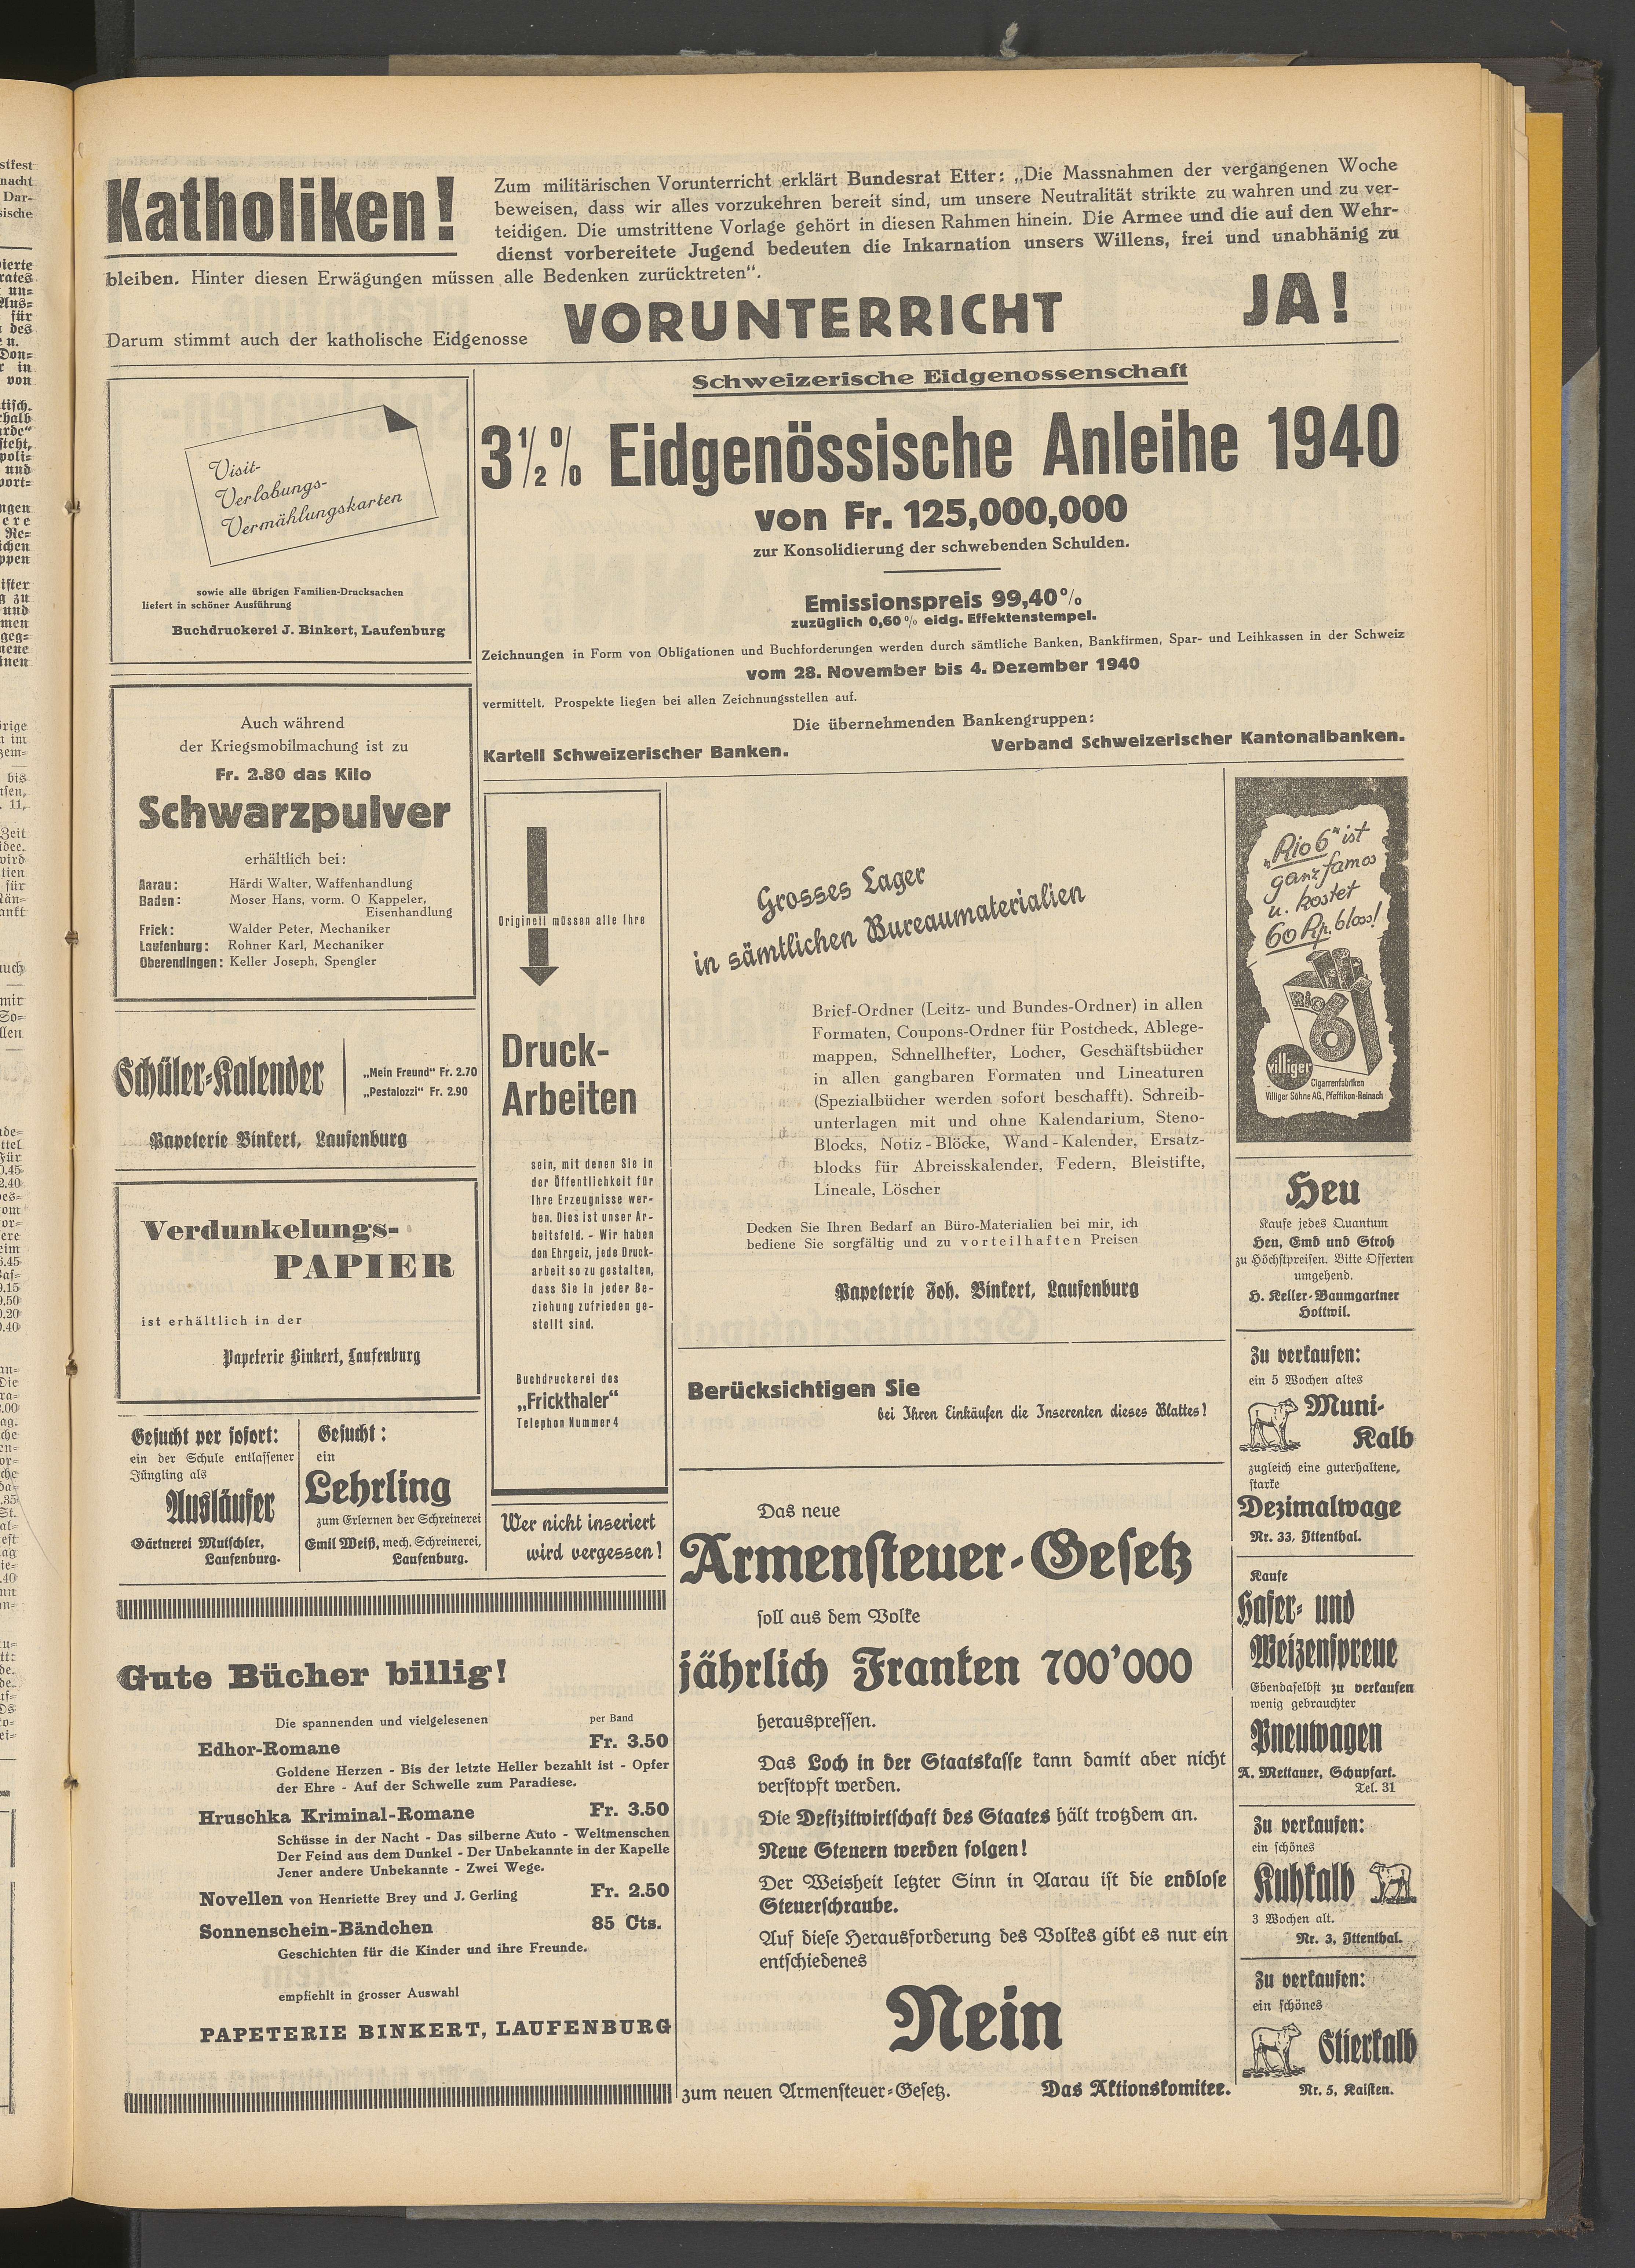 Katholiken!
Zum militärischen Vorunterricht erklärt Bundesrat Etter: „Die Massnahmen der vergangenen Woche
beweisen, dass wir alles vorzukehren bereit sind, um unsere Neutralität strikte zu wahren und zu ver-
teidigen. Die umstrittene Vorlage gehört in diesen Rahmen hinein. Die Armee und die auf den Wehr-
dienst vorbereitete Jugend bedeuten die Inkarnation unsers Willens, frei und unabhänig zu
bleiben. Hinter diesen Erwägungen müssen alle Bedenken zurücktreten“.
Darum stimmt auch der katholische Eidgenosse VORUNTERRICHT JA!
Visit-
Verlobungs-
Vermählungskarten
sowie alle übrigen Familien-Drucksachen
liefert in schöner Ausführung
Buchdruckerei J. Binkert, Laufenburg
Schweizerische Eidgenossenschaft
3½% Eidgenössische Anleihe 1940
von Fr. 125,000,000
zur Konsolidierung der schwebenden Schulden.
Emissionspreis 99,40%
zuzüglich 0,60% eidg. Effektenstempel.
Zeichnungen in Form von Obligationen und Buchforderungen werden durch sämtliche Banken, Bankfirmen, Spar- und Leihkassen in der Schweiz
vom 28. November bis 4. Dezember 1940
vermittelt. Prospekte liegen bei allen Zeichnungsstellen auf.
Die übernehmenden Bankengruppen:
Kartell Schweizerischer Banken.
Verband Schweizerischer Kantonalbanken.
Auch während
der Kriegsmobilmachung ist zu
Fr. 2.80 das Kilo
Schwarzpulver
erhältlich bei:
Aarau: Härdi Walter, Waffenhandlung
Baden: Moser Hans, vorm. O Kappeler,
Eisenhandlung
Frick: Walder Peter, Mechaniker
Laufenburg: Rohner Karl, Mechaniker
Oberendingen: Keller Joseph, Spengler
Schüler-Kalender
„Mein Freund“ Fr. 2.70
„Pestalozzi“ Fr. 2.90
Papeterie Binkert, Laufenburg
Verdunkelungs-
PAPIER
ist erhältlich in der
Papeterie Binkert, Laufenburg
Gesucht per sofort:
ein der Schule entlassener
Jüngling als
Ausläufer
Gärtnerei Mutschler,
Laufenburg.
Gesucht:
ein
Lehrling
zum Erlernen der Schreinerei
Emil Weiß, mech. Schreinerei,
Laufenburg.
Originell müssen alle Ihre
Druck-
Arbeiten
sein, mit denen Sie in
der Öffentlichkeit für
Ihre Erzeugnisse wer-
ben. Dies ist unser Ar-
beitsfeld. - Wir haben
den Ehrgeiz, jede Druck-
arbeit so zu gestalten,
dass Sie in jeder Be-
ziehung zufrieden ge-
stellt sind.
Buchdruckerei des
„Frickthaler“
Telephon Nummer 4
Wer nicht inseriert
wird vergessen!
Grosses Lager
in sämtlichen Bureaumaterialien
Brief-Ordner (Leitz- und Bundes-Ordner) in allen
Formaten, Coupons-Ordner für Postcheck, Ablege-
mappen, Schnellhefter, Locher, Geschäftsbücher
in allen gangbaren Formaten und Lineaturen
(Spezialbücher werden sofort beschafft). Schreib-
unterlagen mit und ohne Kalendarium, Steno-
Blocks, Notiz-Blöcke, Wand-Kalender, Ersatz-
blocks für Abreisskalender, Federn, Bleistifte,
Lineale, Löscher
Decken Sie Ihren Bedarf an Büro-Materialien bei mir, ich
bediene Sie sorgfältig und zu vorteilhaften Preisen
Papeterie Joh. Binkert, Laufenburg
Berücksichtigen Sie
bei Ihren Einkäufen die Inserenten dieses Blattes!
Gute Bücher billig!
Die spannenden und vielgelesenen per Band
Edhor-Romane Fr. 3.50
Goldene Herzen - Bis der letzte Heller bezahlt ist - Opfer
der Ehre - Auf der Schwelle zum Paradiese.
Hruschka Kriminal-Romane Fr. 3.50
Schüsse in der Nacht - Das silberne Auto - Weltmenschen
Der Feind aus dem Dunkel - Der Unbekannte in der Kapelle
Jener andere Unbekannte - Zwei Wege.
Novellen von Henriette Brey und J. Gerling Fr. 2.50
Sonnenschein-Bändchen 85 Cts.
Geschichten für die Kinder und ihre Freunde.
empfiehlt in grosser Auswahl
PAPETERIE BINKERT, LAUFENBURG
Das neue
Armensteuer-Gesetz
soll aus dem Volke
jährlich Franken 700'000
herauspressen.
Das Loch in der Staatskasse kann damit aber nicht
verstopft werden.
Die Defizitwirtschaft des Staates hält trotzdem an.
Neue Steuern werden folgen!
Der Weisheit letzter Sinn in Aarau ist die endlose
Steuerschraube.
Auf diese Herausforderung des Volkes gibt es nur ein
entschiedenes
Nein
zum neuen Armensteuer-Gesetz. Das Aktionskomitee.
„Rio 6“ ist
ganz famos
u. kostet
60 Rp. bloss!
Rio
6
villiger
Cigarrenfabriken
Villiger Söhne AG., Pfeffikon-Reinach
Heu
Kaufe jedes Quantum
Heu, Emd und Stroh
zu Höchstpreisen. Bitte Offerten
umgehend.
H. Keller-Baumgartner
Hottwil.
Zu verkaufen:
ein 5 Wochen altes
Muni-
Kalb
zugleich eine guterhaltene,
starke
Dezimalwage
Nr. 33, Ittenthal.
Kaufe
Hafer- und
Weizenspreue
Ebendaselbst zu verkaufen
wenig gebrauchter
Pneuwagen
A. Mettauer, Schupfart.
Tel. 31
Zu verkaufen:
ein schönes
Kuhkalb
3 Wochen alt.
Nr. 3, Ittenthal.
Zu verkaufen:
ein schönes
Stierkalb
Nr. 5, Kaisten.